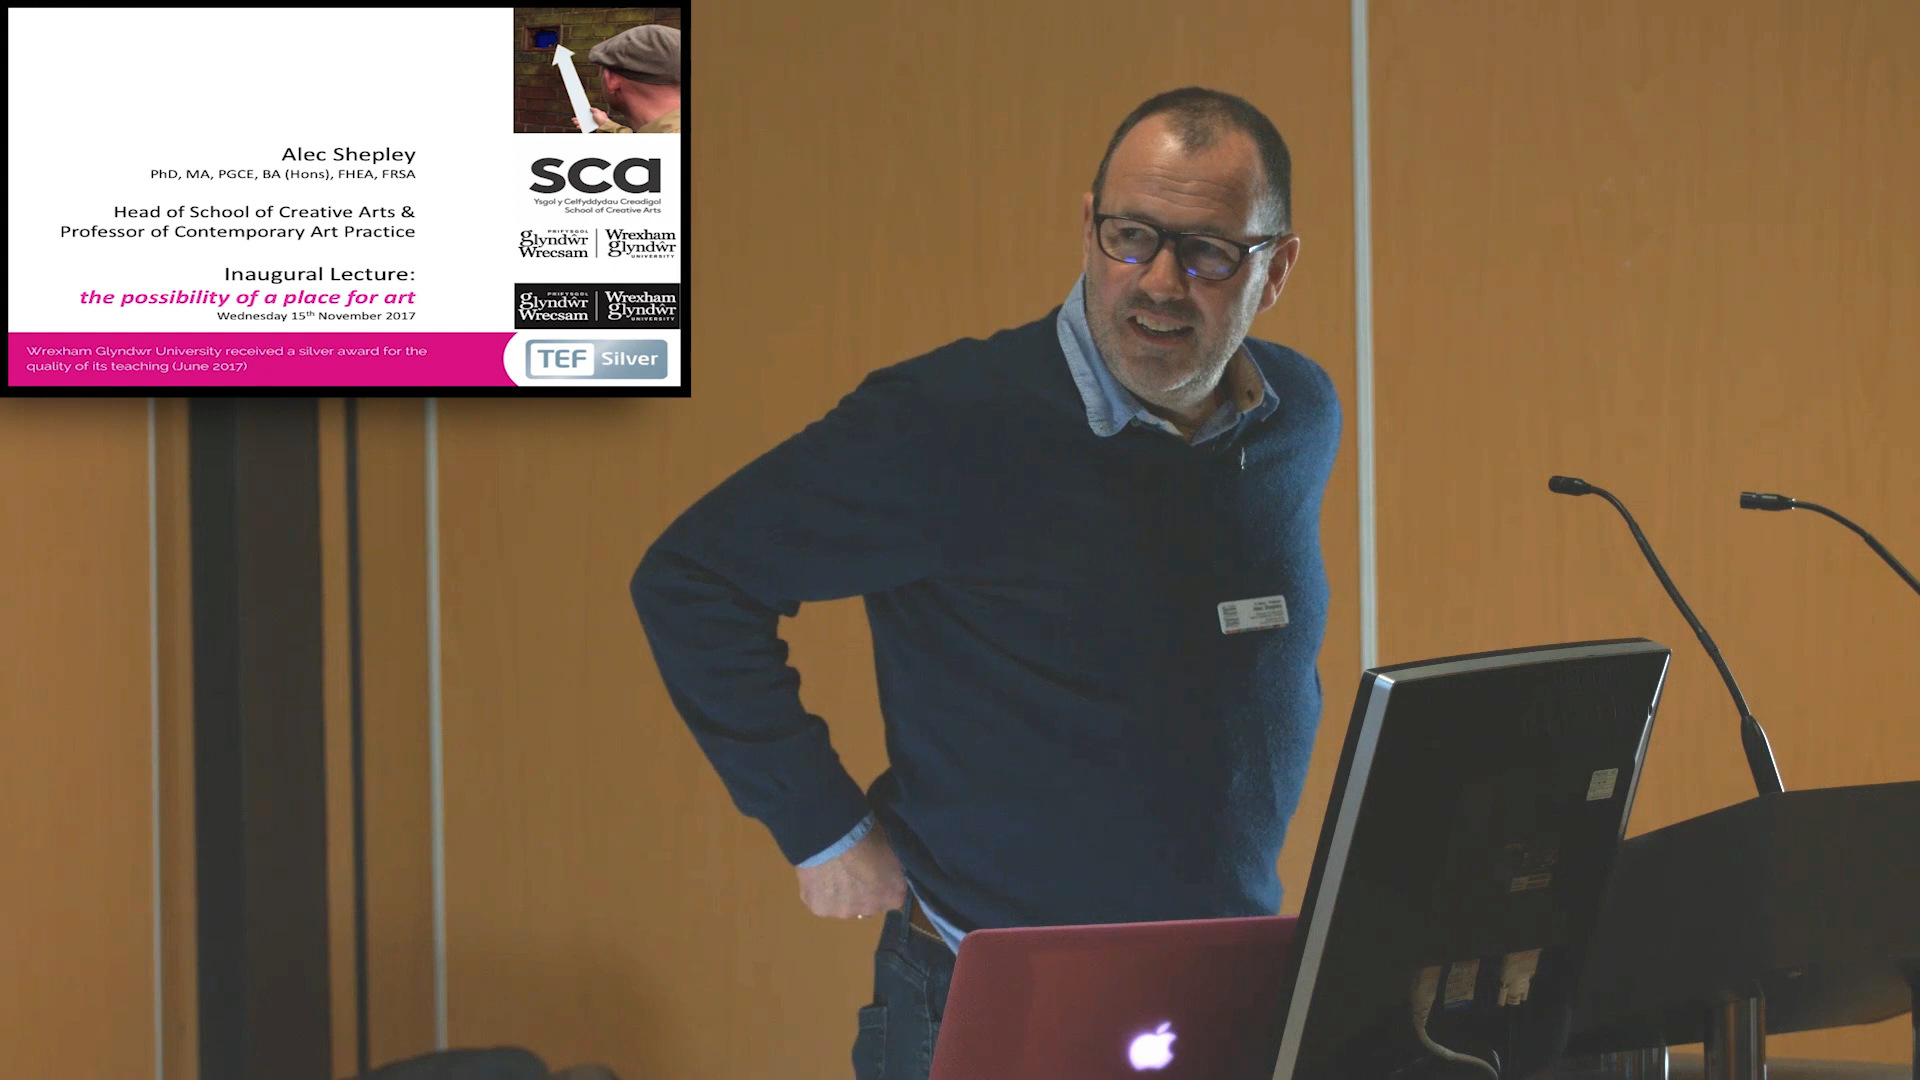 Alec Shepley
PhD, MA, PGCE, BA (Hons), FHEA, FRSA
Head of School of Creative Arts &
Professor of Contemporary Art Practice
Inaugural Lecture:
the possibility of a place for art
Wednesday 15th November 2017
Wrexham Glyndwr University received a silver award for the
quality of its teaching (June 2017)
sca
Ysgol y Celfyddydau Creadigol
School of Creative Arts
PRIFYSGOL
glyndŵr
Wrecsam
Wrexham
glyndŵr
UNIVERSITY
PRIFYSGOL
glyndŵr
Wrecsam
Wrexham
glyndŵr
UNIVERSITY
TEF Silver
Alec Shepley